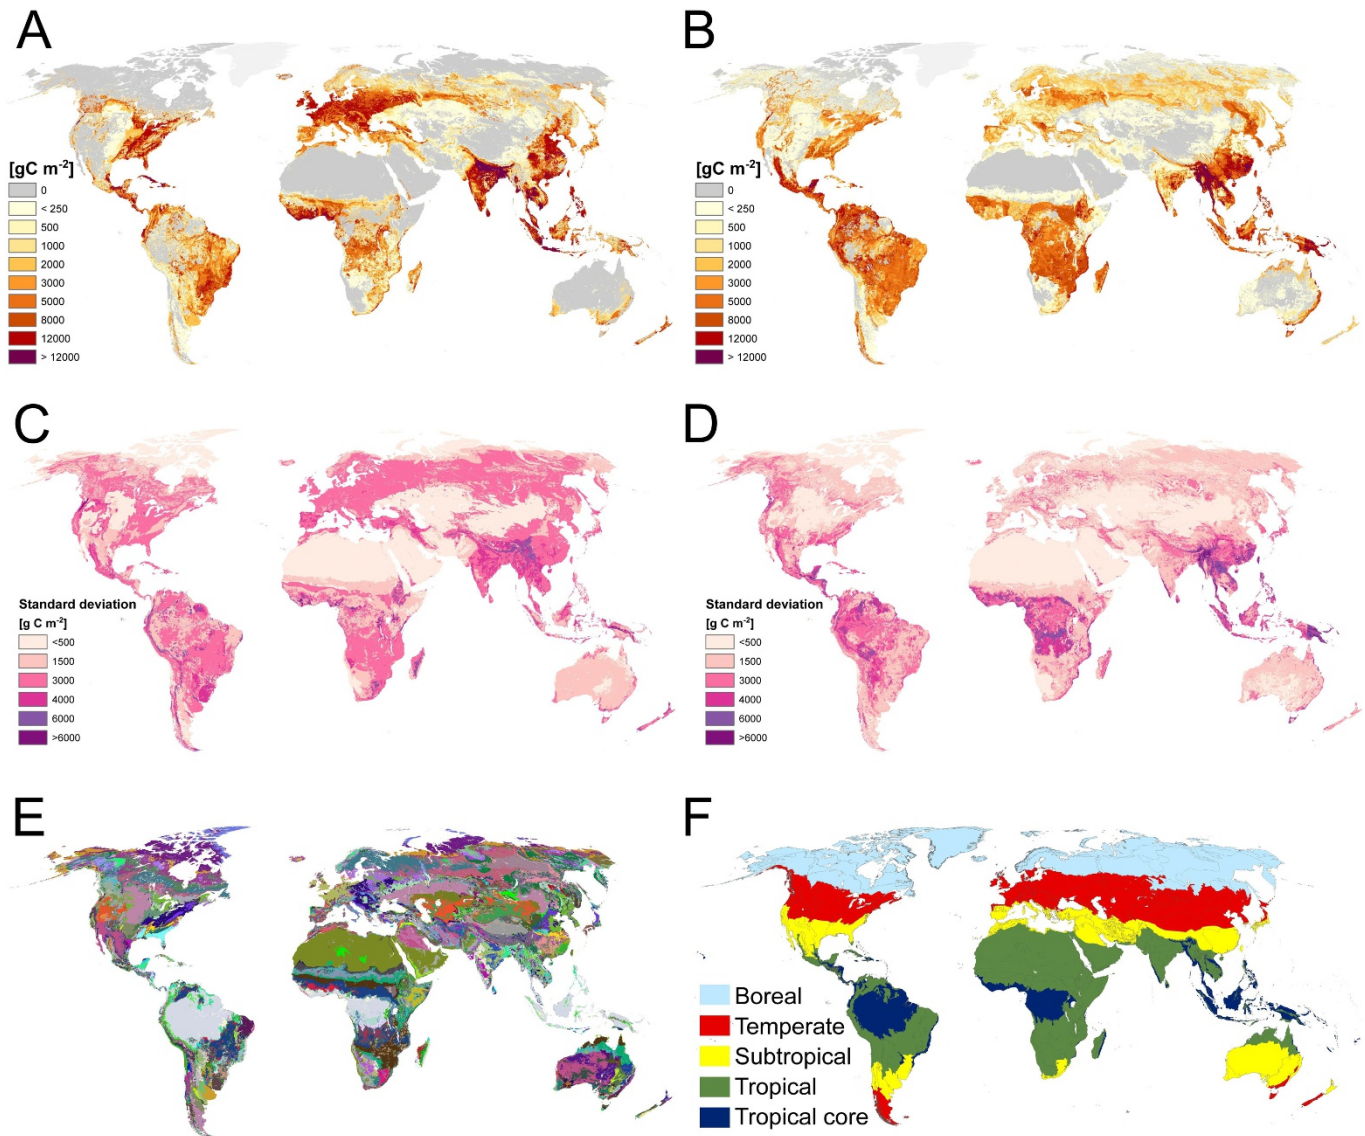 A
B
[gC m⁻²]
0
< 250
500
1000
2000
3000
5000
8000
12000
> 12000
[gC m⁻²]
0
< 250
500
1000
2000
3000
5000
8000
12000
> 12000
C
D
Standard deviation
[g C m⁻²]
<500
1500
3000
4000
6000
>6000
Standard deviation
[g C m⁻²]
<500
1500
3000
4000
6000
>6000
E
F
Boreal
Temperate
Subtropical
Tropical
Tropical core